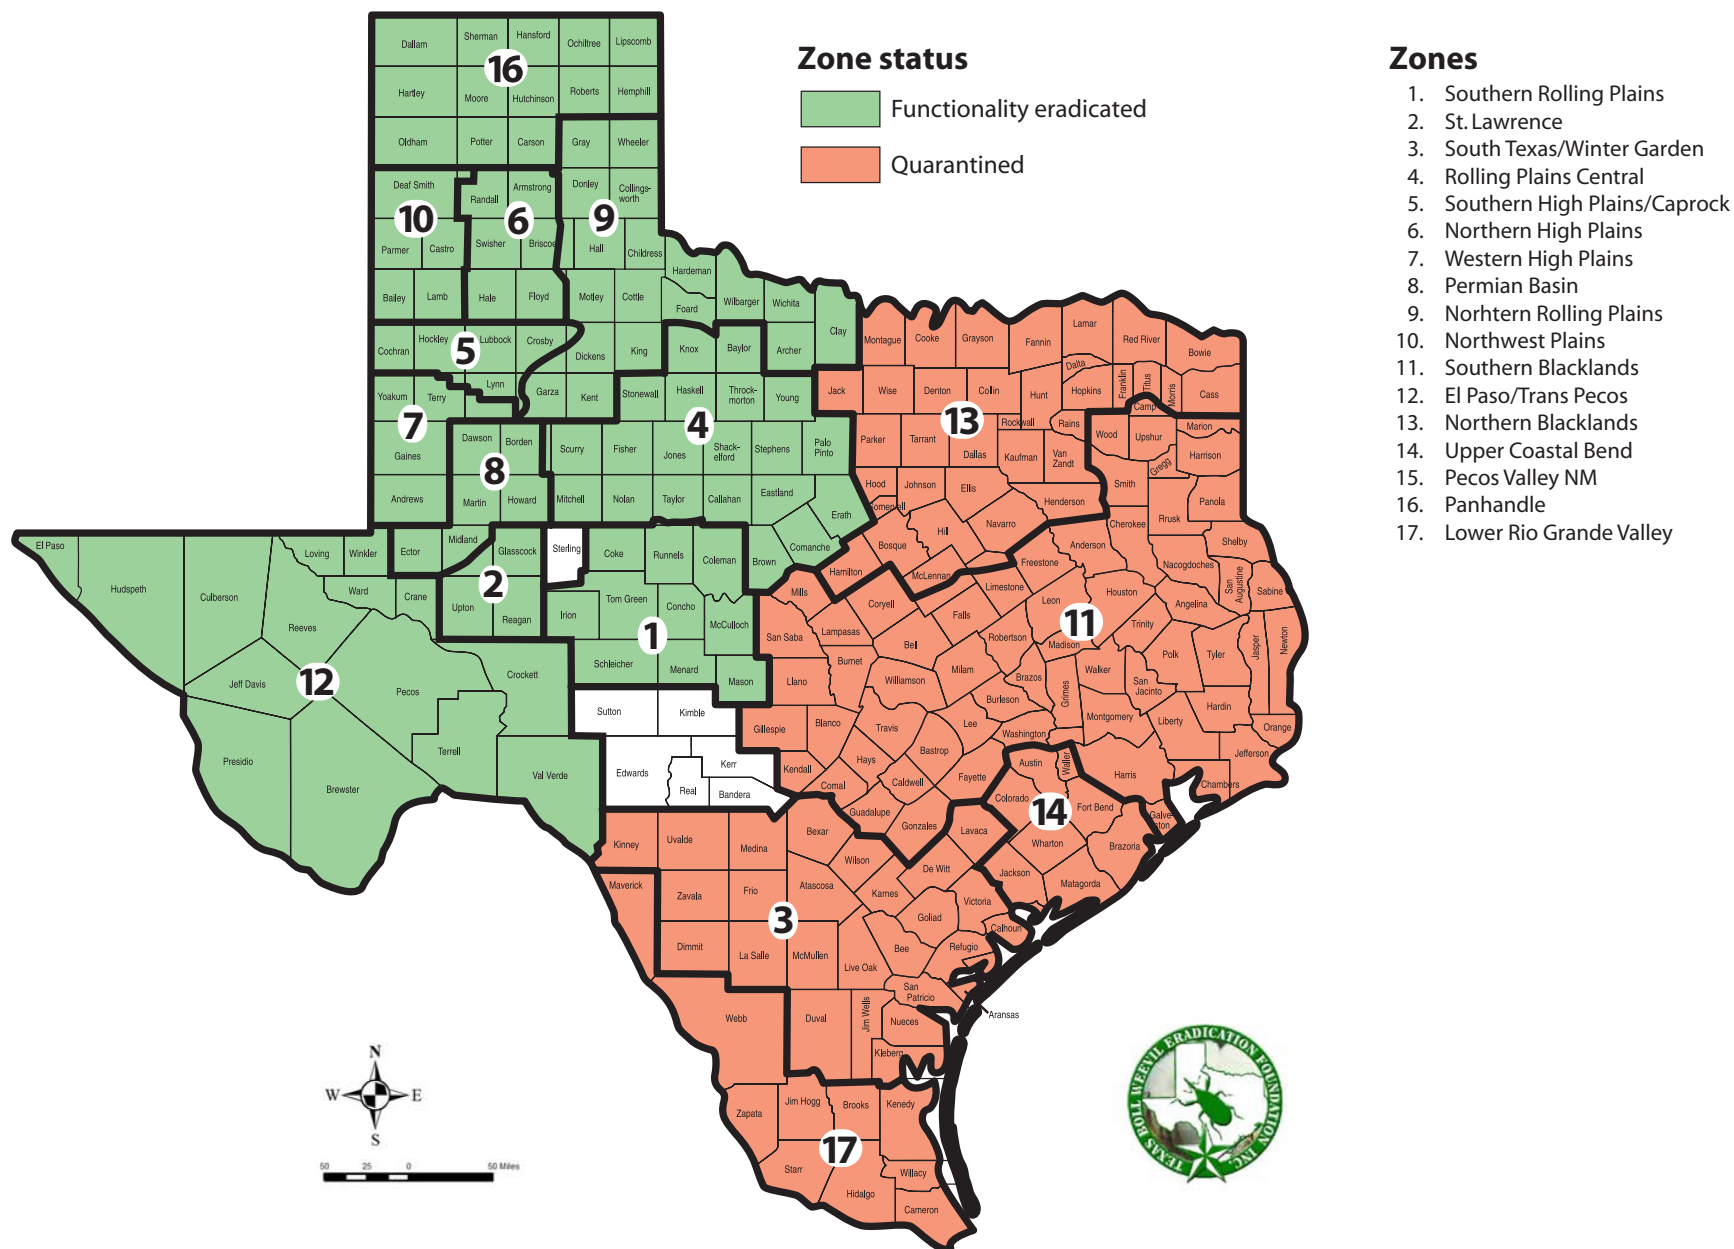 Zone status
Functionality eradicated
Quarantined
Zones
1. Southern Rolling Plains
2. St. Lawrence
3. South Texas/Winter Garden
4. Rolling Plains Central
5. Southern High Plains/Caprock
6. Northern High Plains
7. Western High Plains
8. Permian Basin
9. Norhtern Rolling Plains
10. Northwest Plains
11. Southern Blacklands
12. El Paso/Trans Pecos
13. Northern Blacklands
14. Upper Coastal Bend
15. Pecos Valley NM
16. Panhandle
17. Lower Rio Grande Valley
Dallam
Sherman
Hansford
Ochiltree
Lipscomb
16
Hartley
Moore
Hutchinson
Roberts
Hemphill
Oldham
Potter
Carson
Gray
Wheeler
Deaf Smith
Randall
Armstrong
Donley
Collings-
worth
10
6
9
Parmer
Castro
Swisher
Briscoe
Hall
Childress
Hardeman
Bailey
Lamb
Hale
Floyd
Motley
Cottle
Foard
Wilbarger
Wichita
Clay
Cochran
Hockley
5
Lubbock
Crosby
Dickens
King
Knox
Baylor
Archer
Montague
Cooke
Grayson
Fannin
Lamar
Red River
Bowie
Yoakum
Terry
Lynn
Garza
Kent
Stonewall
Haskell
Throck-
morton
Young
Jack
Wise
Denton
Collin
Hunt
Dalta
Hopkins
Franklin
Titus
Morris
Camp
Cass
7
Gaines
Dawson
Borden
8
Scurry
Fisher
4
Jones
Shack-
elford
Stephens
Palo
Pinto
Parker
Tarrant
13
Dallas
Rockwall
Kaufman
Rains
Van
Zandt
Wood
Upshur
Marion
Harrison
Gregg
Andrews
Martin
Howard
Mitchell
Nolan
Taylor
Callahan
Eastland
Erath
Hood
Somervell
Johnson
Ellis
Navarro
Henderson
Smith
Rrusk
Panola
El Paso
Hudspeth
Culberson
Loving
Winkler
Ector
Midland
Glasscock
Sterling
Coke
Runnels
Coleman
Brown
Comanche
Hamilton
Bosque
Hill
McLennan
Freestone
Anderson
Cherokee
Nacogdoches
Shelby
San
Augustine
Sabine
Reeves
Ward
Crane
2
Upton
Reagan
Irion
Tom Green
Concho
McCulloch
1
Mills
San Saba
Lampasas
Coryell
Bell
Falls
Limestone
Robertson
Leon
11
Madison
Houston
Trinity
Angelina
Polk
Tyler
Jasper
Newton
12
Jeff Davis
Pecos
Crockett
Schleicher
Menard
Mason
Llano
Burnet
Williamson
Milam
Brazos
Burleson
Grimes
Walker
San
Jacinto
Montgomery
Liberty
Hardin
Orange
Jefferson
Chambers
Presidio
Brewster
Terrell
Val Verde
Sutton
Kimble
Edwards
Real
Kerr
Bandera
Gillespie
Blanco
Kendall
Comal
Hays
Travis
Bastrop
Lee
Washington
Caldwell
Fayette
Guadalupe
Gonzales
Lavaca
Austin
Waller
Harris
Colorado
14
Fort Bend
Galve-
ston
Wharton
Brazoria
Matagorda
Jackson
Kinney
Uvalde
Medina
Bexar
Wilson
De Witt
Maverick
Zavala
Frio
Atascosa
Karnes
Goliad
Victoria
Calhoun
Dimmit
La Salle
3
McMullen
Live Oak
Bee
Refugio
San
Patricio
Aransas
Webb
Duval
Jim Wells
Nueces
Kleberg
Zapata
Jim Hogg
Brooks
Kenedy
17
Starr
Hidalgo
Willacy
Cameron
N
W
E
S
50
25
0
50 Miles
TEXAS BOLL WEEVIL ERADICATION FOUNDATION, INC.